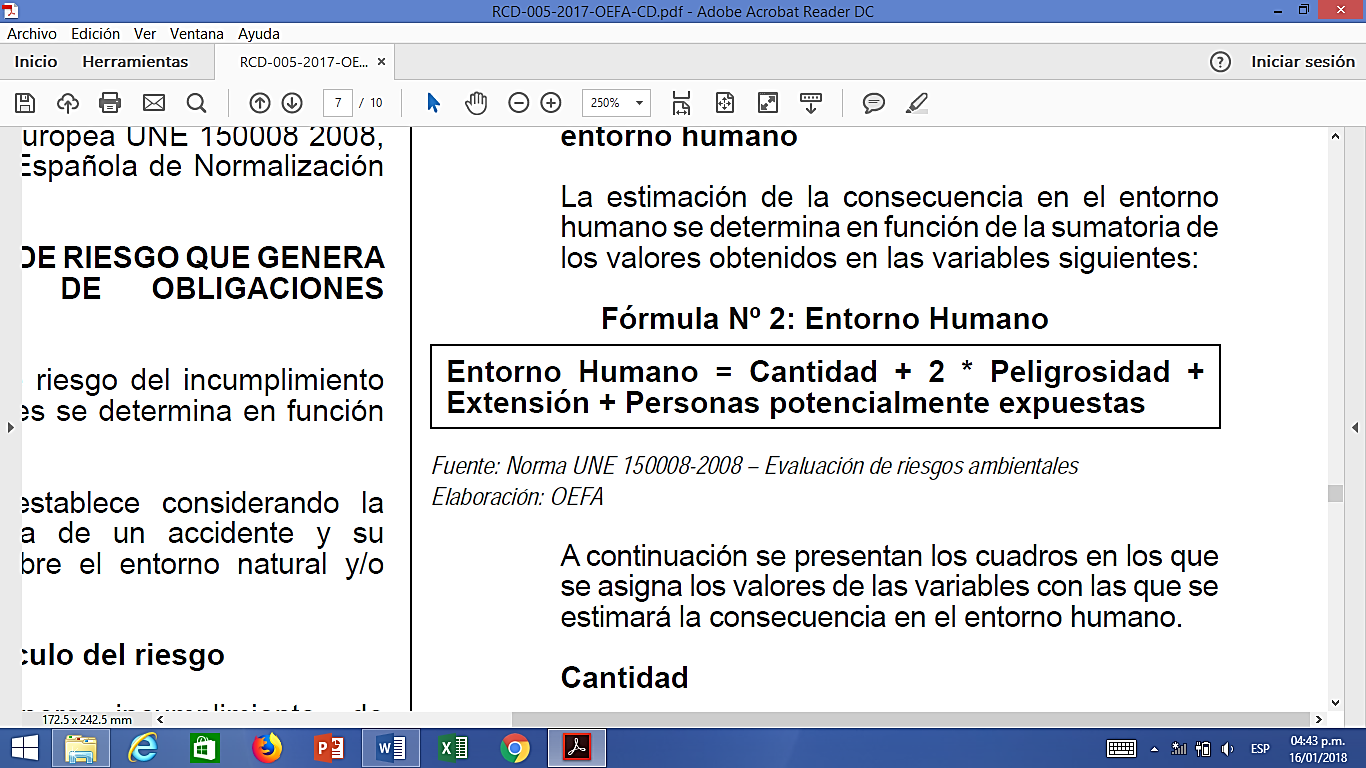 RCD-005-2017-OEFA-CD.pdf - Adobe Acrobat Reader DC
Archivo Edición Ver Ventana Ayuda
Inicio Herramientas RCD-005-2017-OE... × ? Iniciar sesión
7 / 10 250%
uropea UNE 150008 2008,
Española de Normalización
DE RIESGO QUE GENERA
DE OBLIGACIONES
riesgo del incumplimiento
es se determina en función
establece considerando la
a de un accidente y su
bre el entorno natural y/o
culo del riesgo
incumplimiento de
entorno humano
La estimación de la consecuencia en el entorno
humano se determina en función de la sumatoria de
los valores obtenidos en las variables siguientes:
Fórmula Nº 2: Entorno Humano
Entorno Humano = Cantidad + 2 * Peligrosidad +
Extensión + Personas potencialmente expuestas
Fuente: Norma UNE 150008-2008 – Evaluación de riesgos ambientales
Elaboración: OEFA
A continuación se presentan los cuadros en los que
se asigna los valores de las variables con las que se
estimará la consecuencia en el entorno humano.
Cantidad
172.5 x 242.5 mm
ESP
04:43 p.m.
16/01/2018